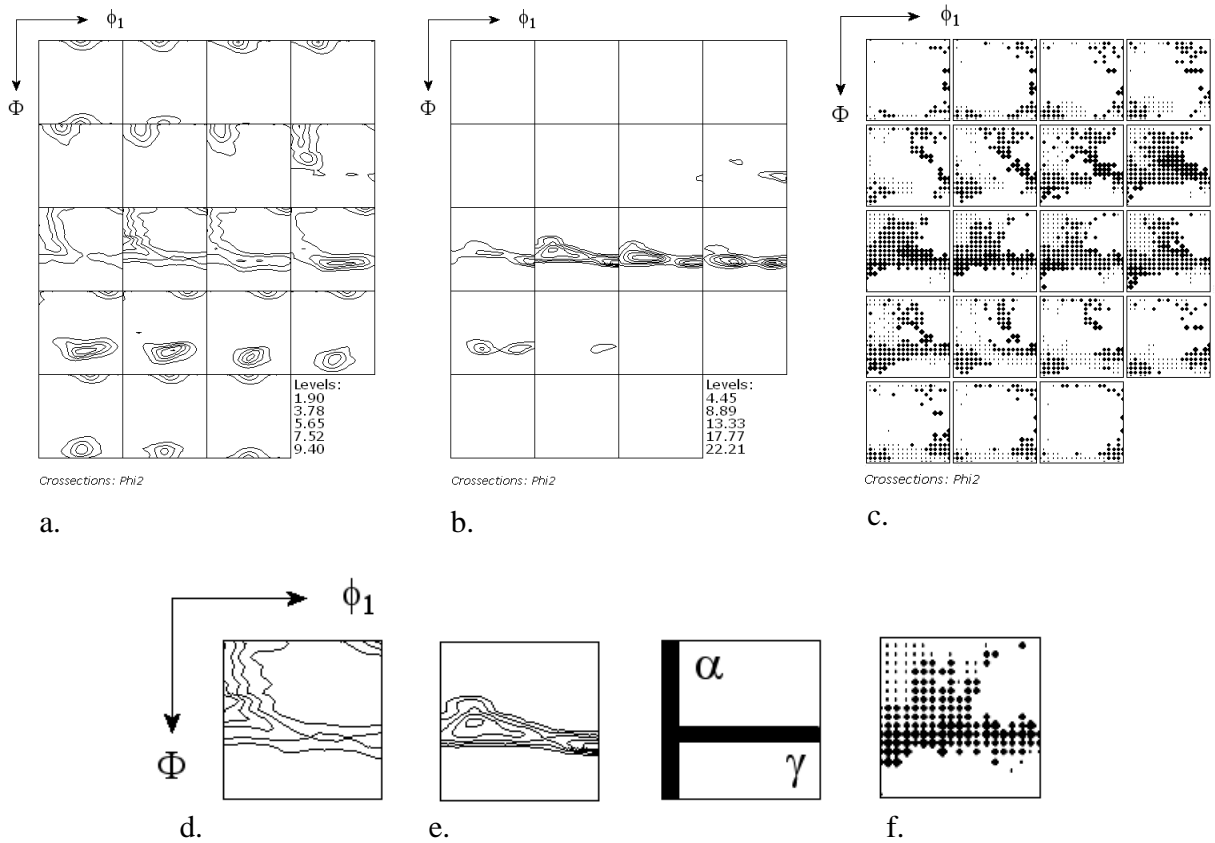 ϕ1
Φ
Levels:
1.90
3.78
5.65
7.52
9.40
Crossections: Phi2
a.
ϕ1
Φ
Levels:
4.45
8.89
13.33
17.77
22.21
Crossections: Phi2
b.
ϕ1
Φ
Crossections: Phi2
c.
ϕ1
Φ
α
γ
d.
e.
f.